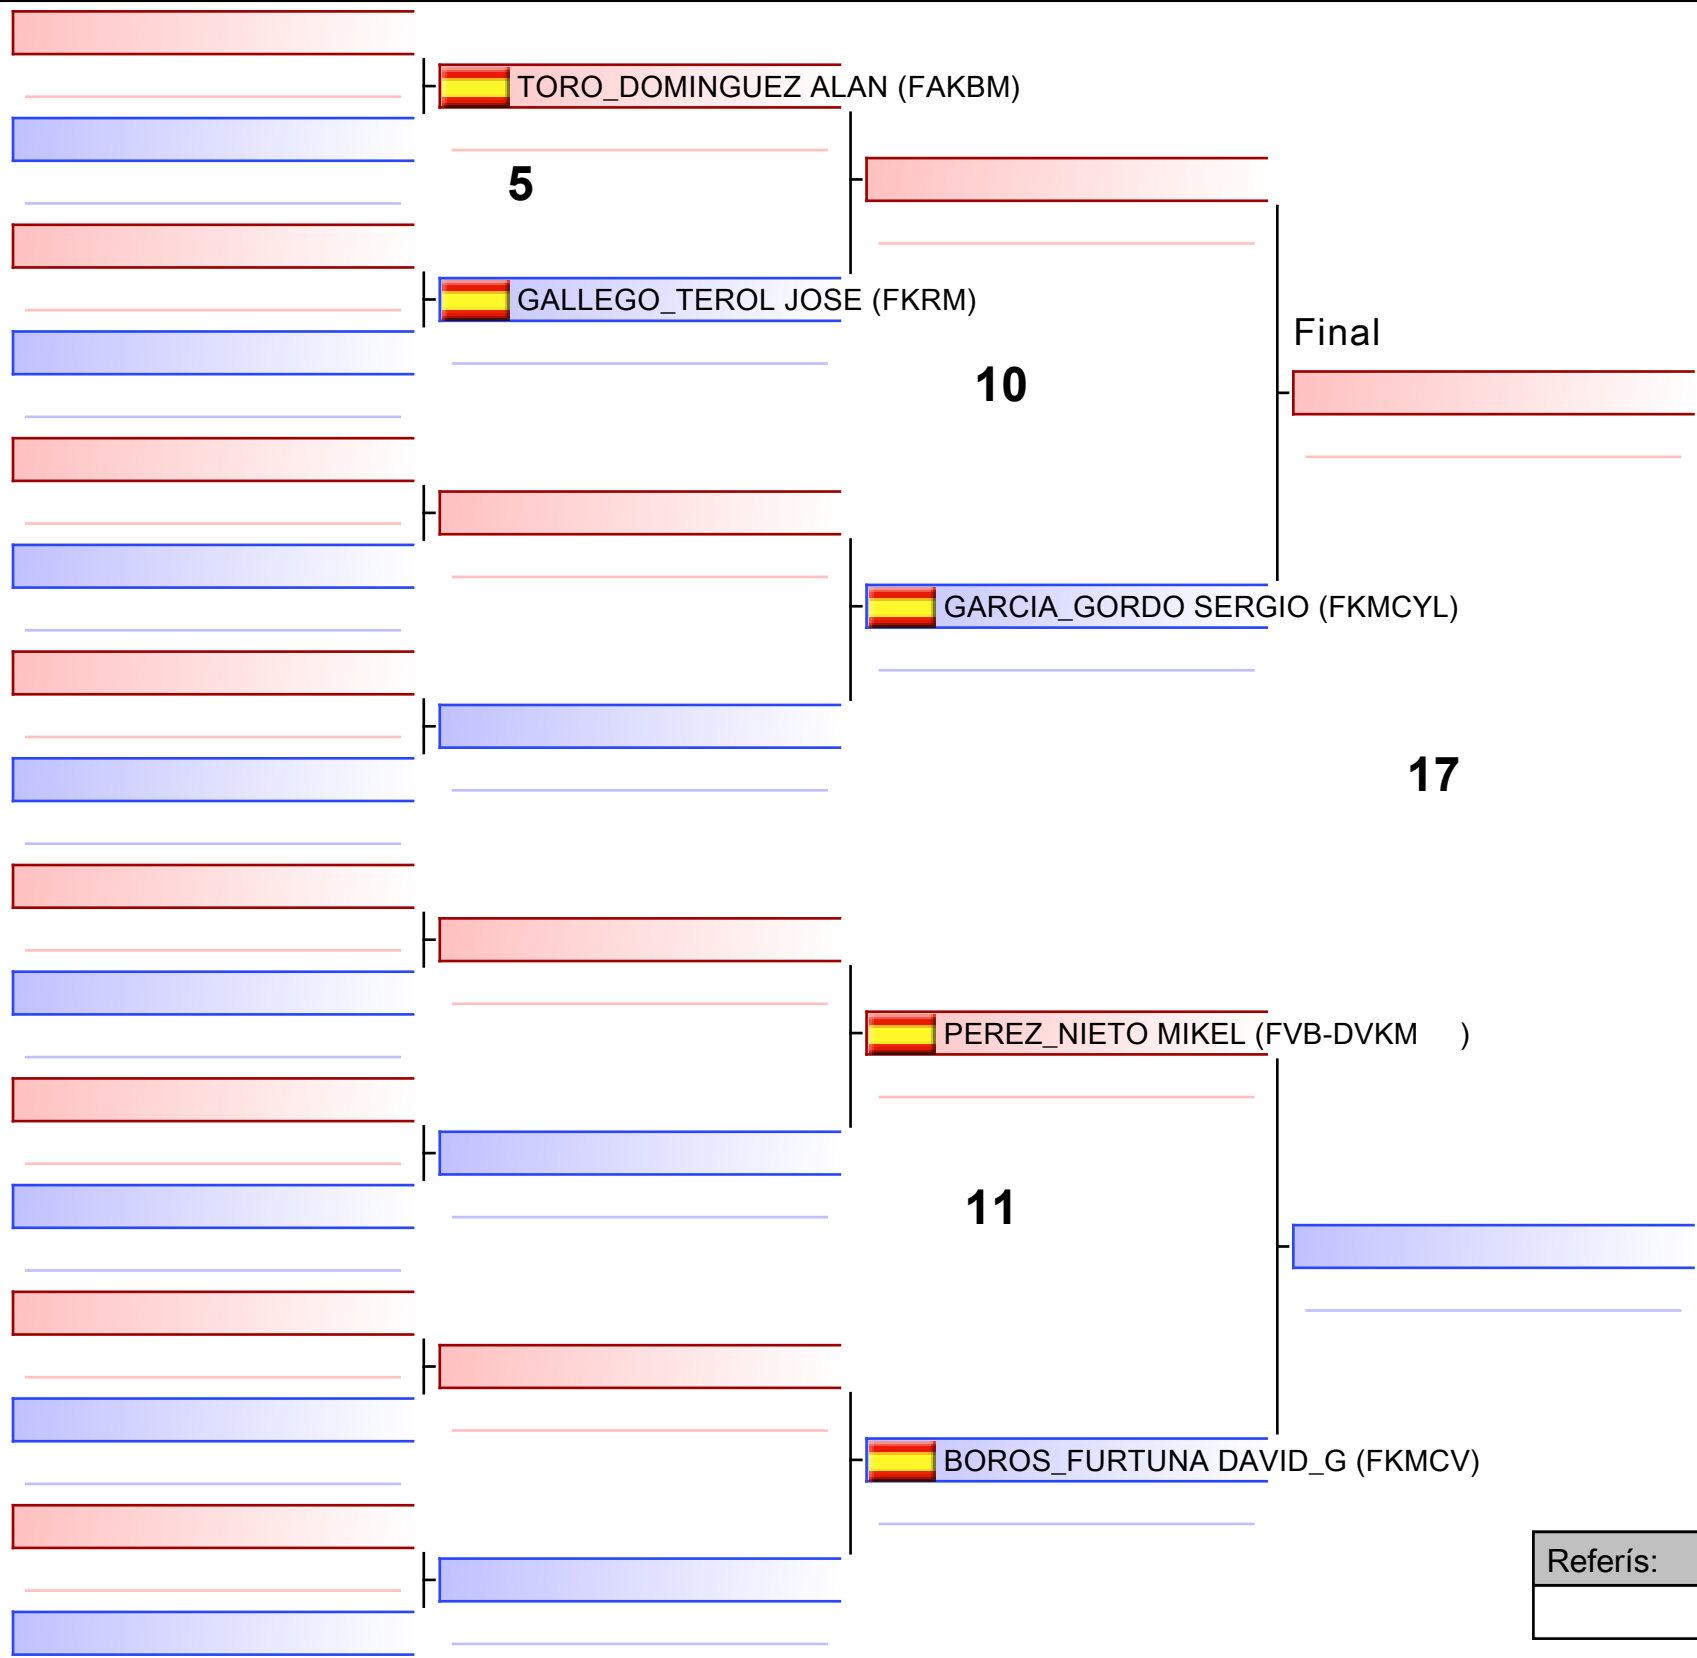 TORO_DOMINGUEZ ALAN (FAKBM)
5
GALLEGO_TEROL JOSE (FKRM)
Final
10
GARCIA_GORDO SERGIO (FKMCYL)
17
PEREZ_NIETO MIKEL (FVB-DVKM )
11
BOROS_FURTUNA DAVID_G (FKMCV)
Referís: